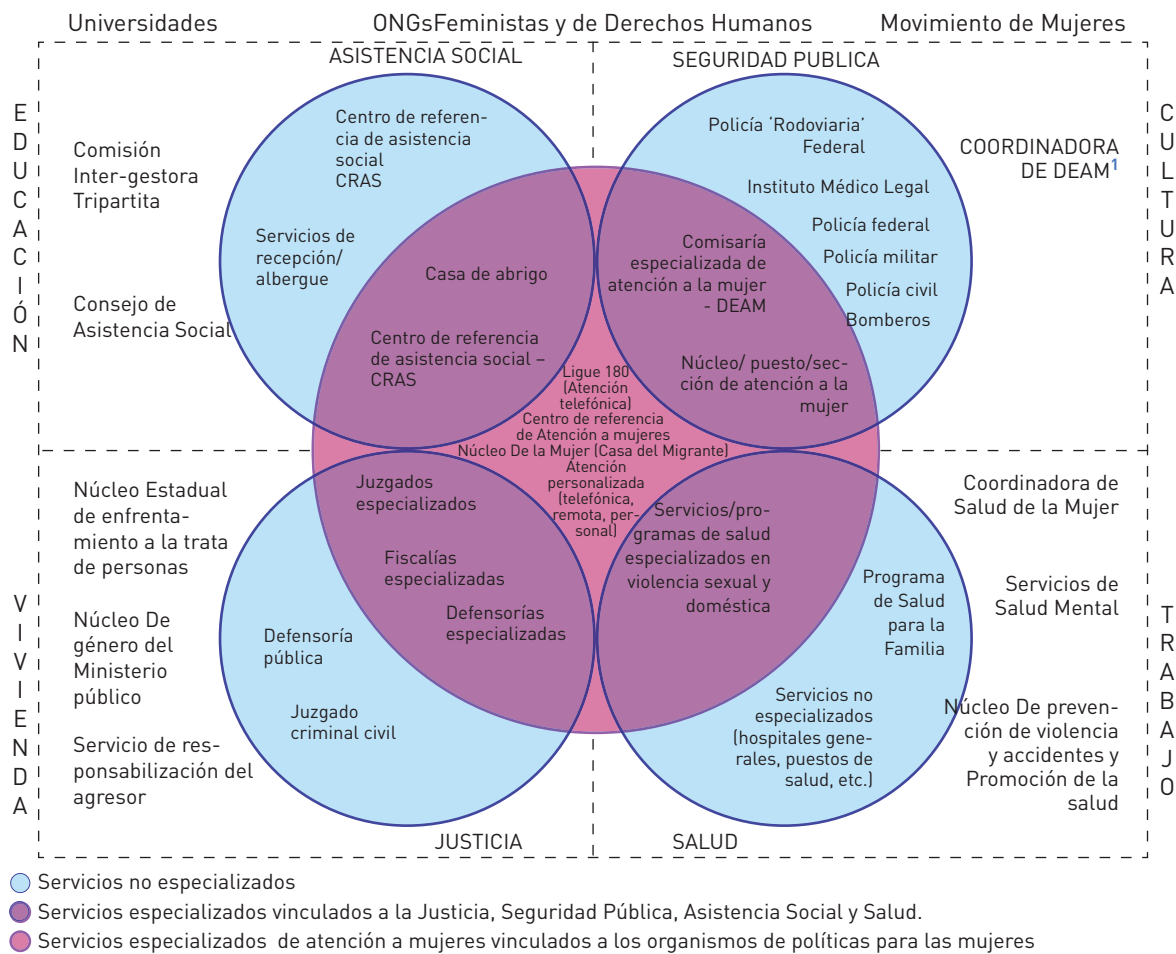 Universidades
ONGsFeministas y de Derechos Humanos
Movimiento de Mujeres
ASISTENCIA SOCIAL
SEGURIDAD PUBLICA
EDUCACIÓN
CULTURA
VIVIENDA
TRABAJO
Comisión
Inter-gestora
Tripartita
Consejo de
Asistencia Social
Centro de referen-
cia de asistencia
social
CRAS
Servicios de
recepción/
albergue
Casa de abrigo
Centro de referencia
de asistencia social –
CRAS
Policía 'Rodoviaria'
Federal
Instituto Médico Legal
Policía federal
Policía militar
Policía civil
Bomberos
Comisaría
especializada de
atención a la mujer
- DEAM
Núcleo/ puesto/sec-
ción de atención a la
mujer
COORDINADORA
DE DEAM1
Ligue 180
(Atención
telefónica)
Centro de referencia
de Atención a mujeres
Núcleo De la Mujer (Casa del Migrante)
Atención
personalizada
(telefónica,
remota, per-
sonal)
Núcleo Estadual
de enfrenta-
miento a la trata
de personas
Núcleo De
género del
Ministerio
público
Servicio de res-
ponsabilización del
agresor
Juzgados
especializados
Fiscalías
especializadas
Defensorías
especializadas
Defensoría
pública
Juzgado
criminal civil
Servicios/pro-
gramas de salud
especializados en
violencia sexual y
doméstica
Programa
de Salud
para la
Familia
Servicios no
especializados
(hospitales gene-
rales, puestos de
salud, etc.)
Coordinadora de
Salud de la Mujer
Servicios de
Salud Mental
Núcleo De preven-
ción de violencia
y accidentes y
Promoción de la
salud
JUSTICIA
SALUD
Servicios no especializados
Servicios especializados vinculados a la Justicia, Seguridad Pública, Asistencia Social y Salud.
Servicios especializados de atención a mujeres vinculados a los organismos de políticas para las mujeres